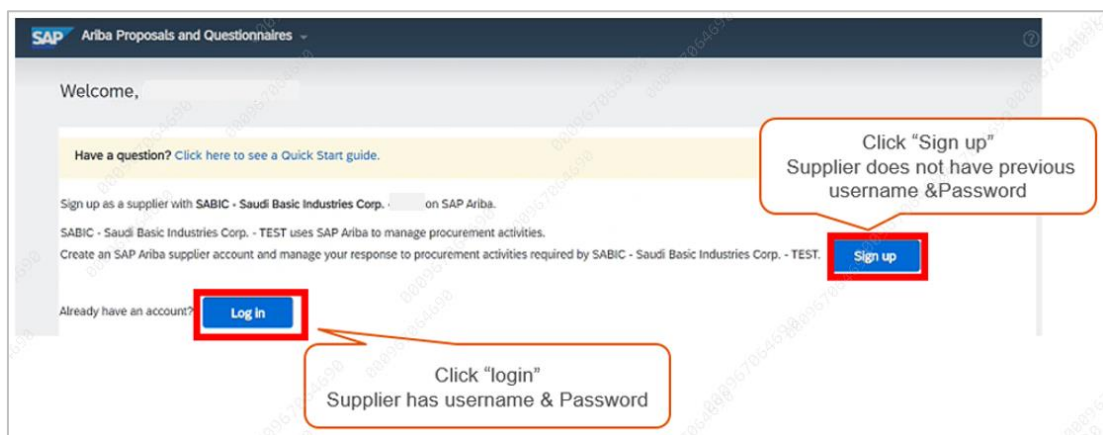 SAP Ariba Proposals and Questionnaires
Welcome,
Have a question? Click here to see a Quick Start guide.
Click “Sign up”
Supplier does not have previous
username &Password
Sign up as a supplier with SABIC - Saudi Basic Industries Corp. - on SAP Ariba.
SABIC - Saudi Basic Industries Corp. - TEST uses SAP Ariba to manage procurement activities.
Create an SAP Ariba supplier account and manage your response to procurement activities required by SABIC - Saudi Basic Industries Corp. - TEST. Sign up
Already have an account? Log in
Click “login”
Supplier has username & Password